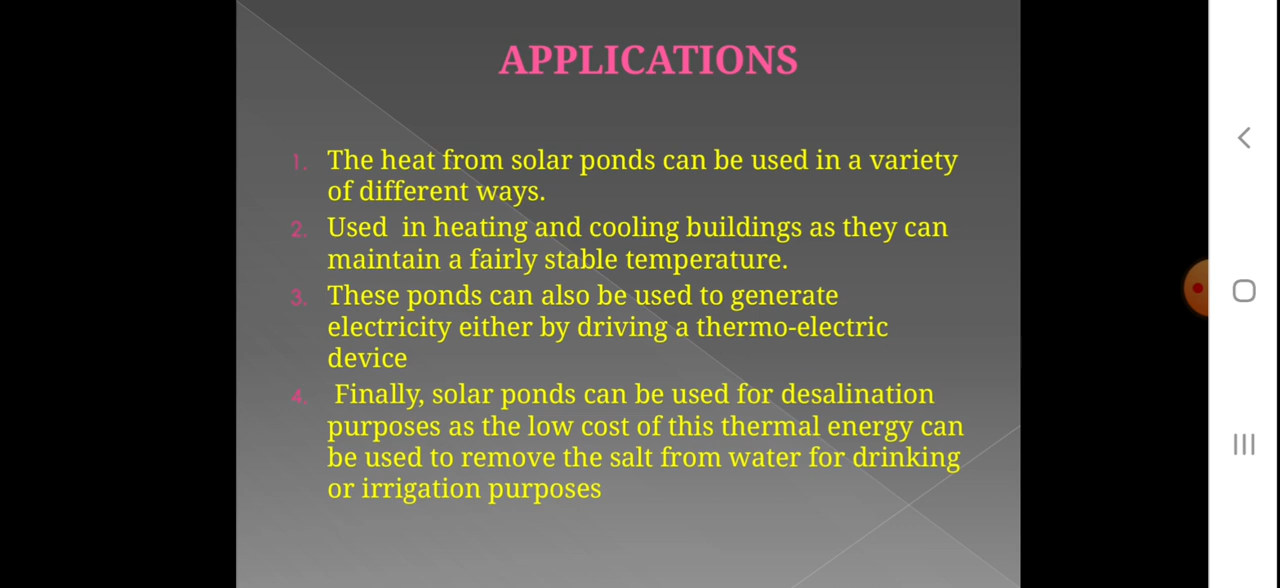 APPLICATIONS
1. The heat from solar ponds can be used in a variety
of different ways.
2. Used  in heating and cooling buildings as they can
maintain a fairly stable temperature.
3. These ponds can also be used to generate
electricity either by driving a thermo-electric
device
4. Finally, solar ponds can be used for desalination
purposes as the low cost of this thermal energy can
be used to remove the salt from water for drinking
or irrigation purposes